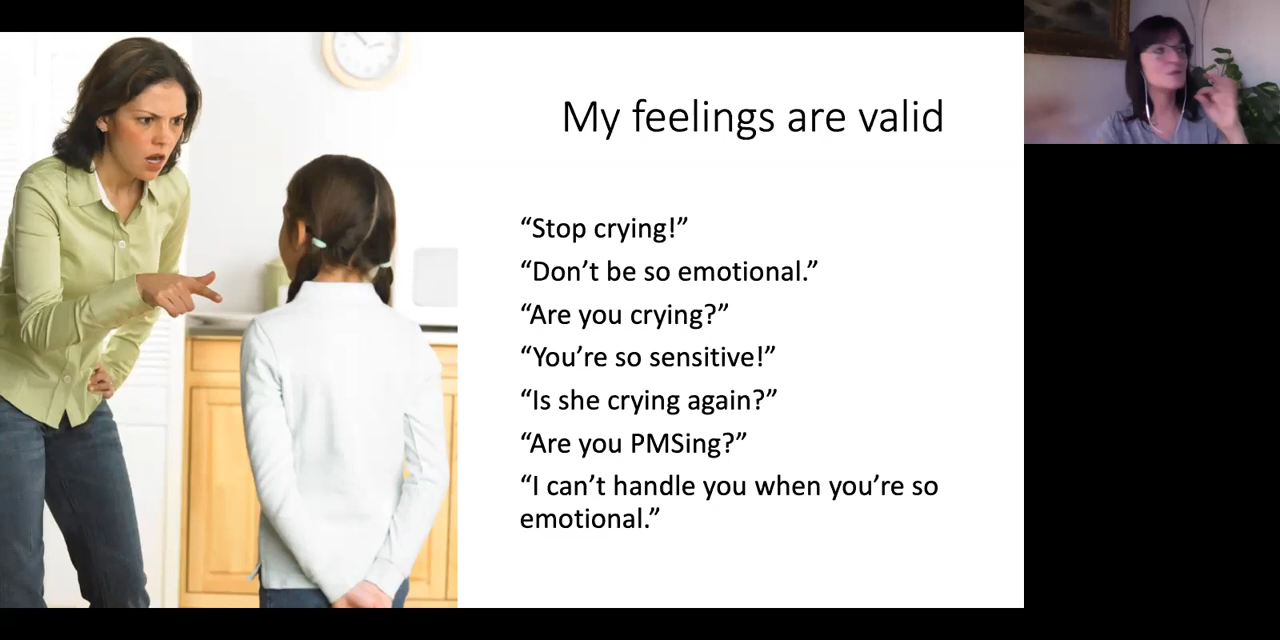 My feelings are valid
“Stop crying!”
“Don’t be so emotional.”
“Are you crying?”
“You’re so sensitive!”
“Is she crying again?”
“Are you PMSing?”
“I can’t handle you when you’re so
emotional.”